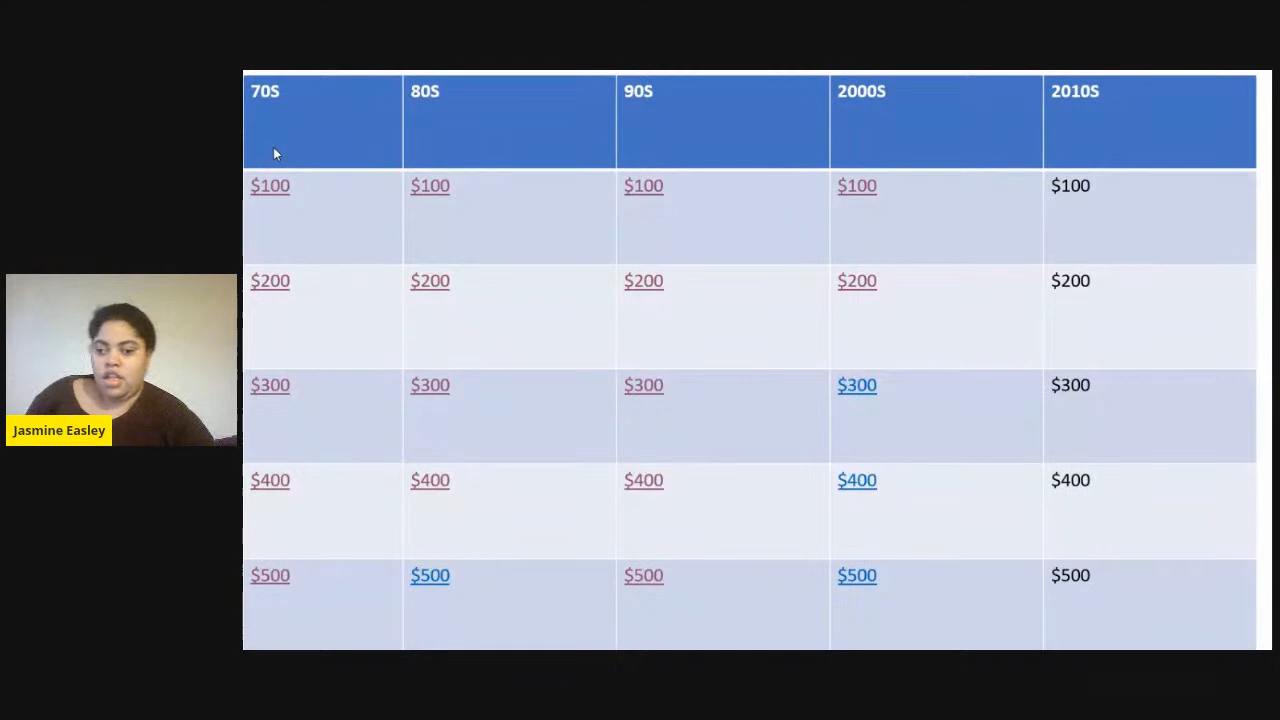 70S 80S 90S 2000S 2010S
$100 $100 $100 $100 $100
$200 $200 $200 $200 $200
$300 $300 $300 $300 $300
$400 $400 $400 $400 $400
Jasmine Easley
$500 $500 $500 $500 $500